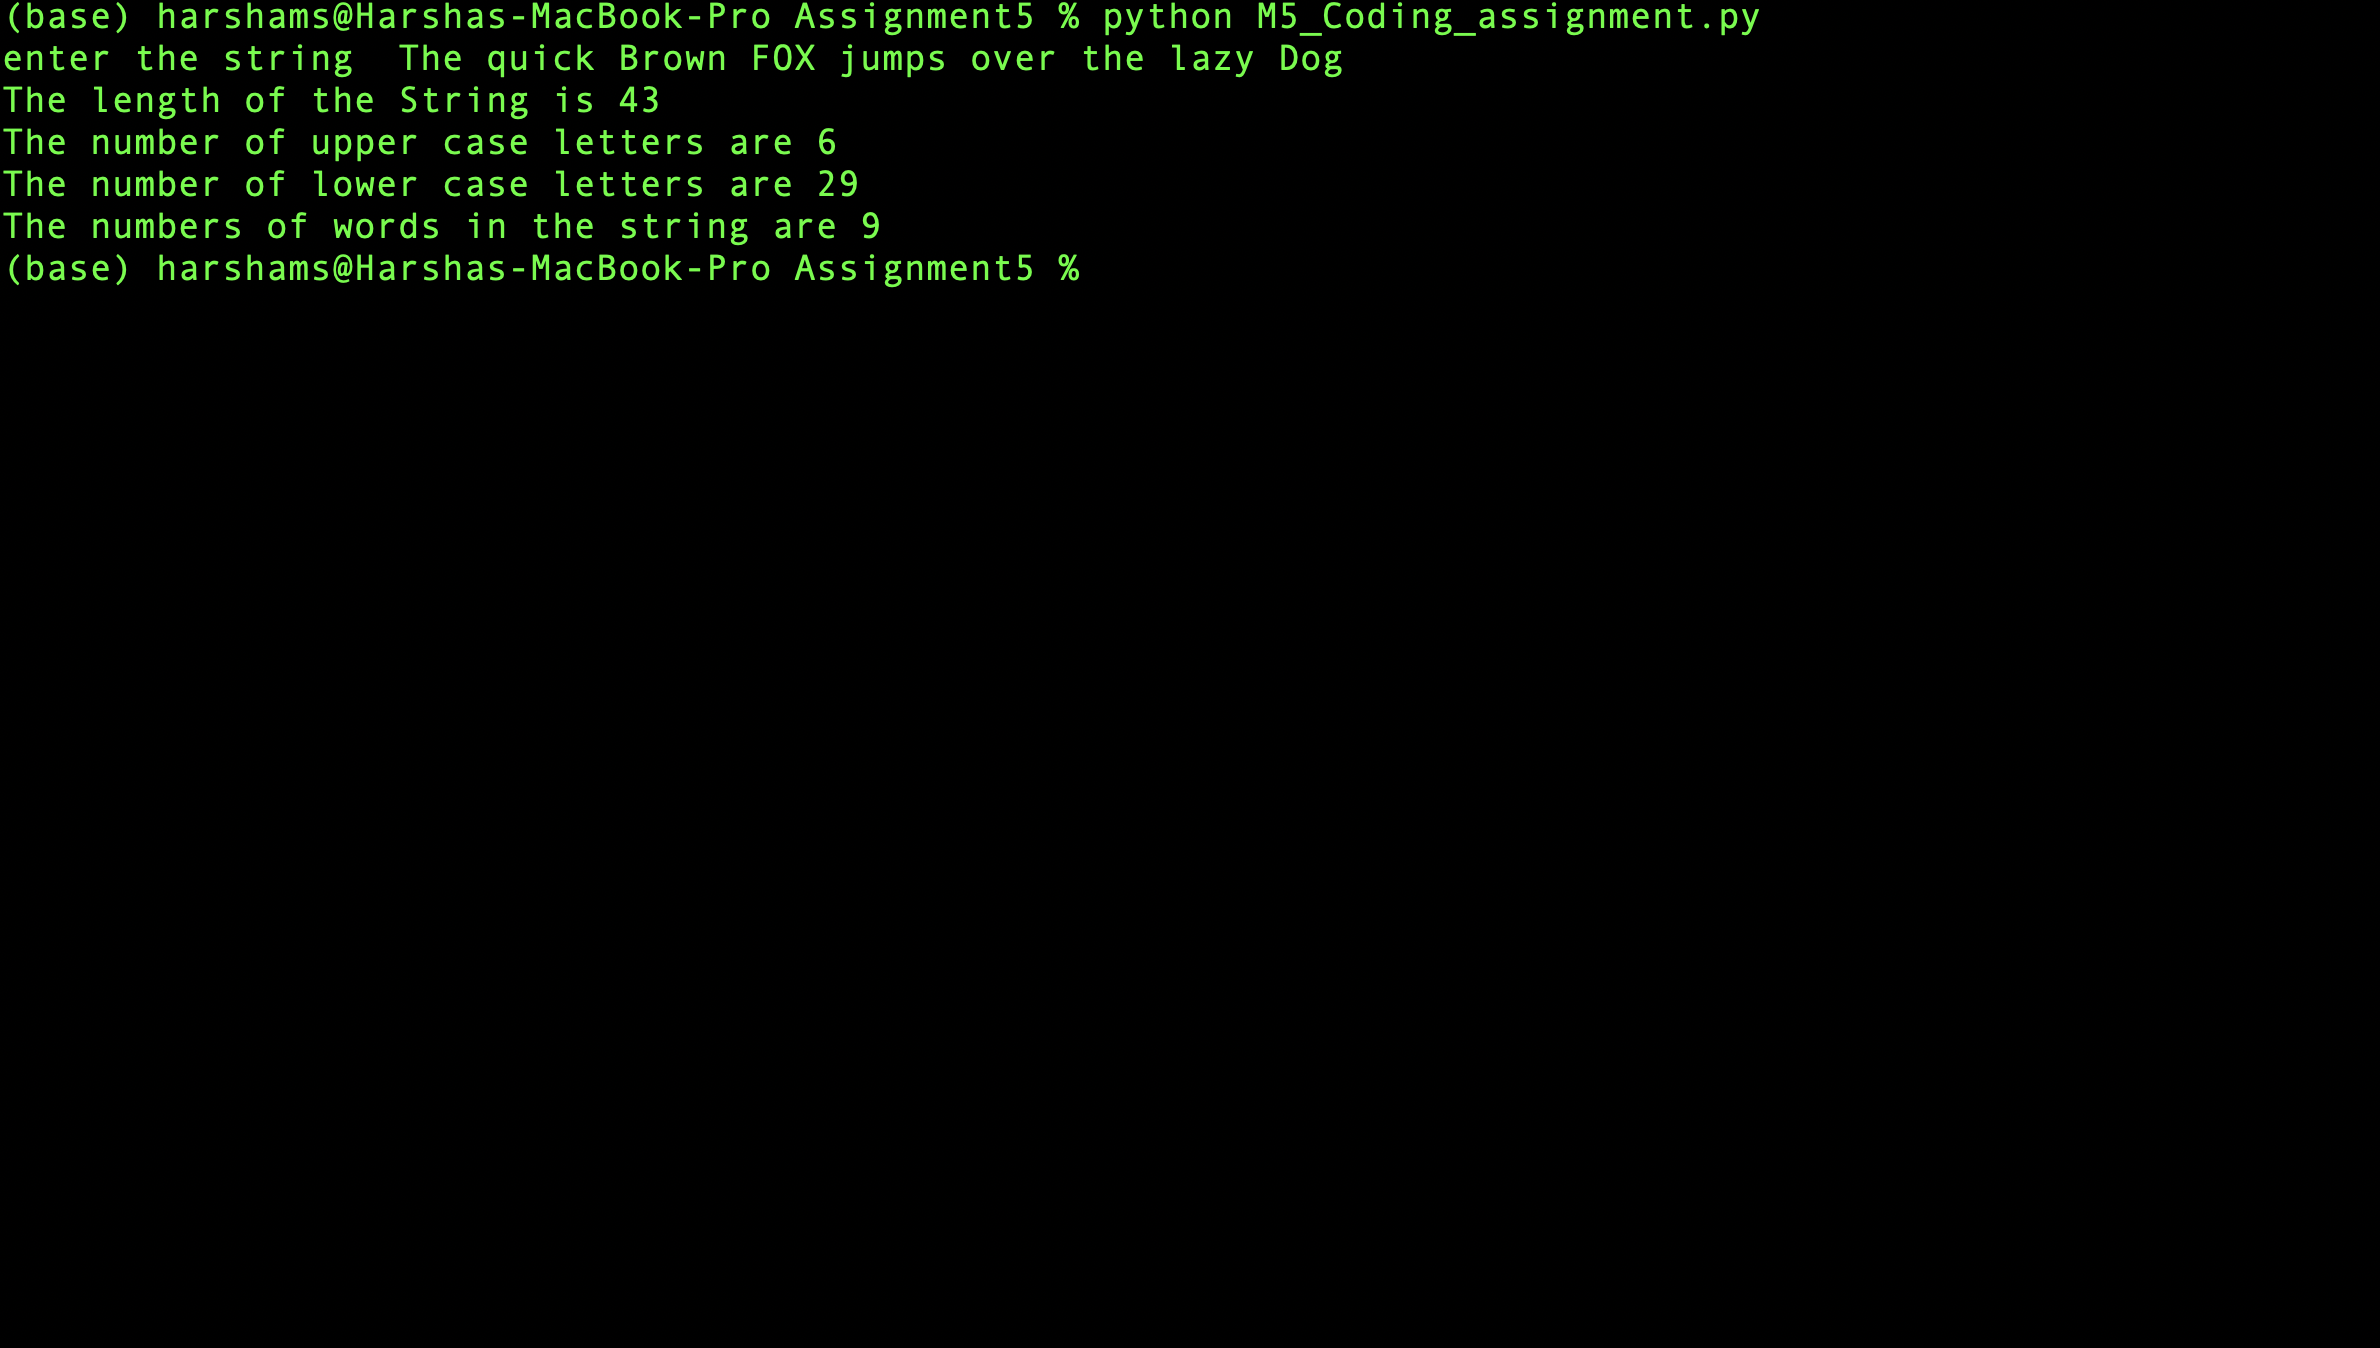 (base) harshams@Harshas-MacBook-Pro Assignment5 % python M5_Coding_assignment.py
enter the string  The quick Brown FOX jumps over the lazy Dog
The length of the String is 43
The number of upper case letters are 6
The number of lower case letters are 29
The numbers of words in the string are 9
(base) harshams@Harshas-MacBook-Pro Assignment5 %